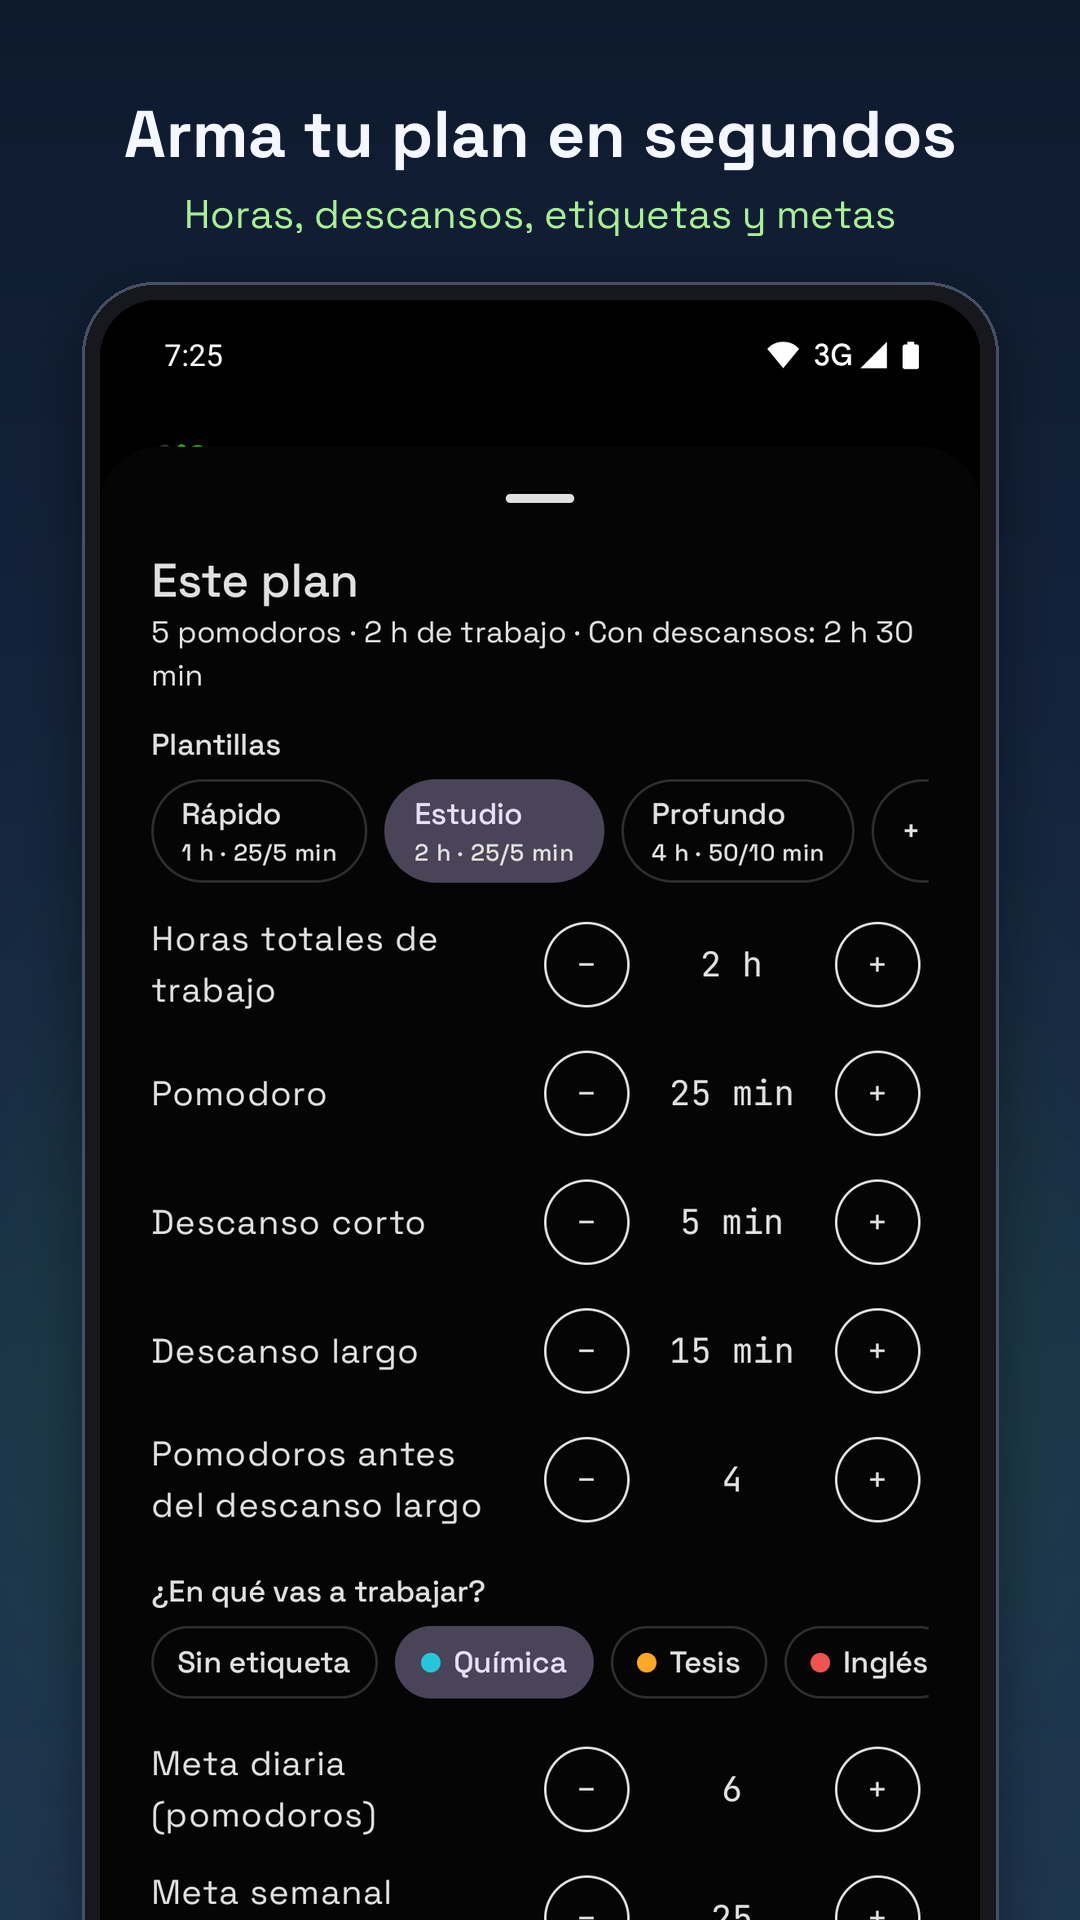 Arma tu plan en segundos
Horas, descansos, etiquetas y metas
7:25
3G
Este plan
5 pomodoros · 2 h de trabajo · Con descansos: 2 h 30
min
Plantillas
Rápido
1 h · 25/5 min
Estudio
2 h · 25/5 min
Profundo
4 h · 50/10 min
+
Horas totales de
trabajo
− 2 h +
Pomodoro
− 25 min +
Descanso corto
− 5 min +
Descanso largo
− 15 min +
Pomodoros antes
del descanso largo
− 4 +
¿En qué vas a trabajar?
Sin etiqueta
Química
Tesis
Inglés
Meta diaria
(pomodoros)
− 6 +
Meta semanal
− 25 +